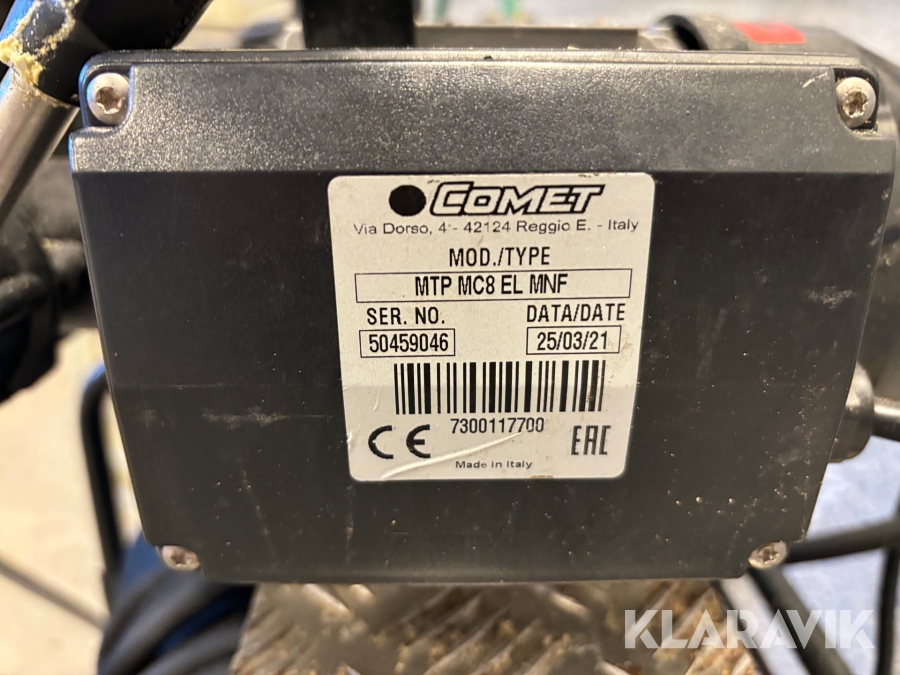 COMET
Via Dorso, 4 - 42124 Reggio E. - Italy
MOD./TYPE
MTP MC8 EL MNF
SER. NO. DATA/DATE
50459046 25/03/21
7300117700
CE EAC
Made in Italy
KLARAVIK